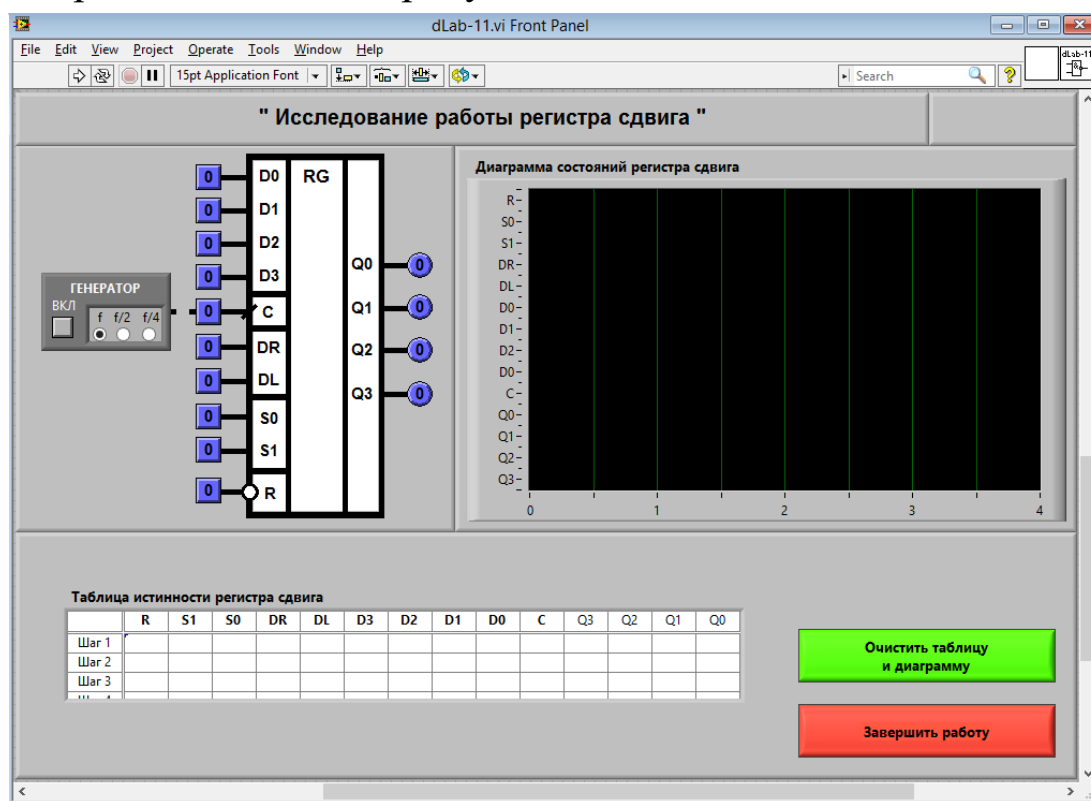 dLab-11.vi Front Panel
File Edit View Project Operate Tools Window Help
15pt Application Font
Search
dLab-11
" Исследование работы регистра сдвига "
0 D0 RG
0 D1
0 D2
0 D3
Q0 0
ГЕНЕРАТОР
ВКЛ f f/2 f/4
0 C
Q1 0
0 DR
Q2 0
0 DL
Q3 0
0 S0
0 S1
0 R
Диаграмма состояний регистра сдвига
R
S0
S1
DR
DL
D0
D1
D2
D0
C
Q0
Q1
Q2
Q3
0 1 2 3 4
Таблица истинности регистра сдвига
R S1 S0 DR DL D3 D2 D1 D0 C Q3 Q2 Q1 Q0
Шаг 1
Шаг 2
Шаг 3
Очистить таблицу
и диаграмму
Завершить работу